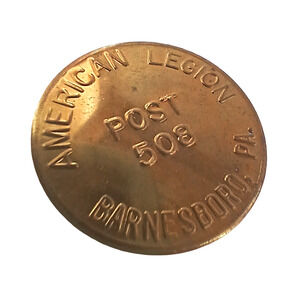 AMERICAN LEGION
POST
508
BARNESBORO, PA.